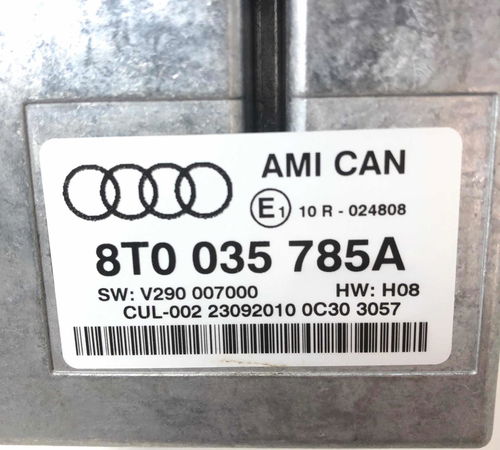 AMI CAN
E1 10 R - 024808
8T0 035 785A
SW: V290 007000 HW: H08
CUL-002 23092010 0C30 3057